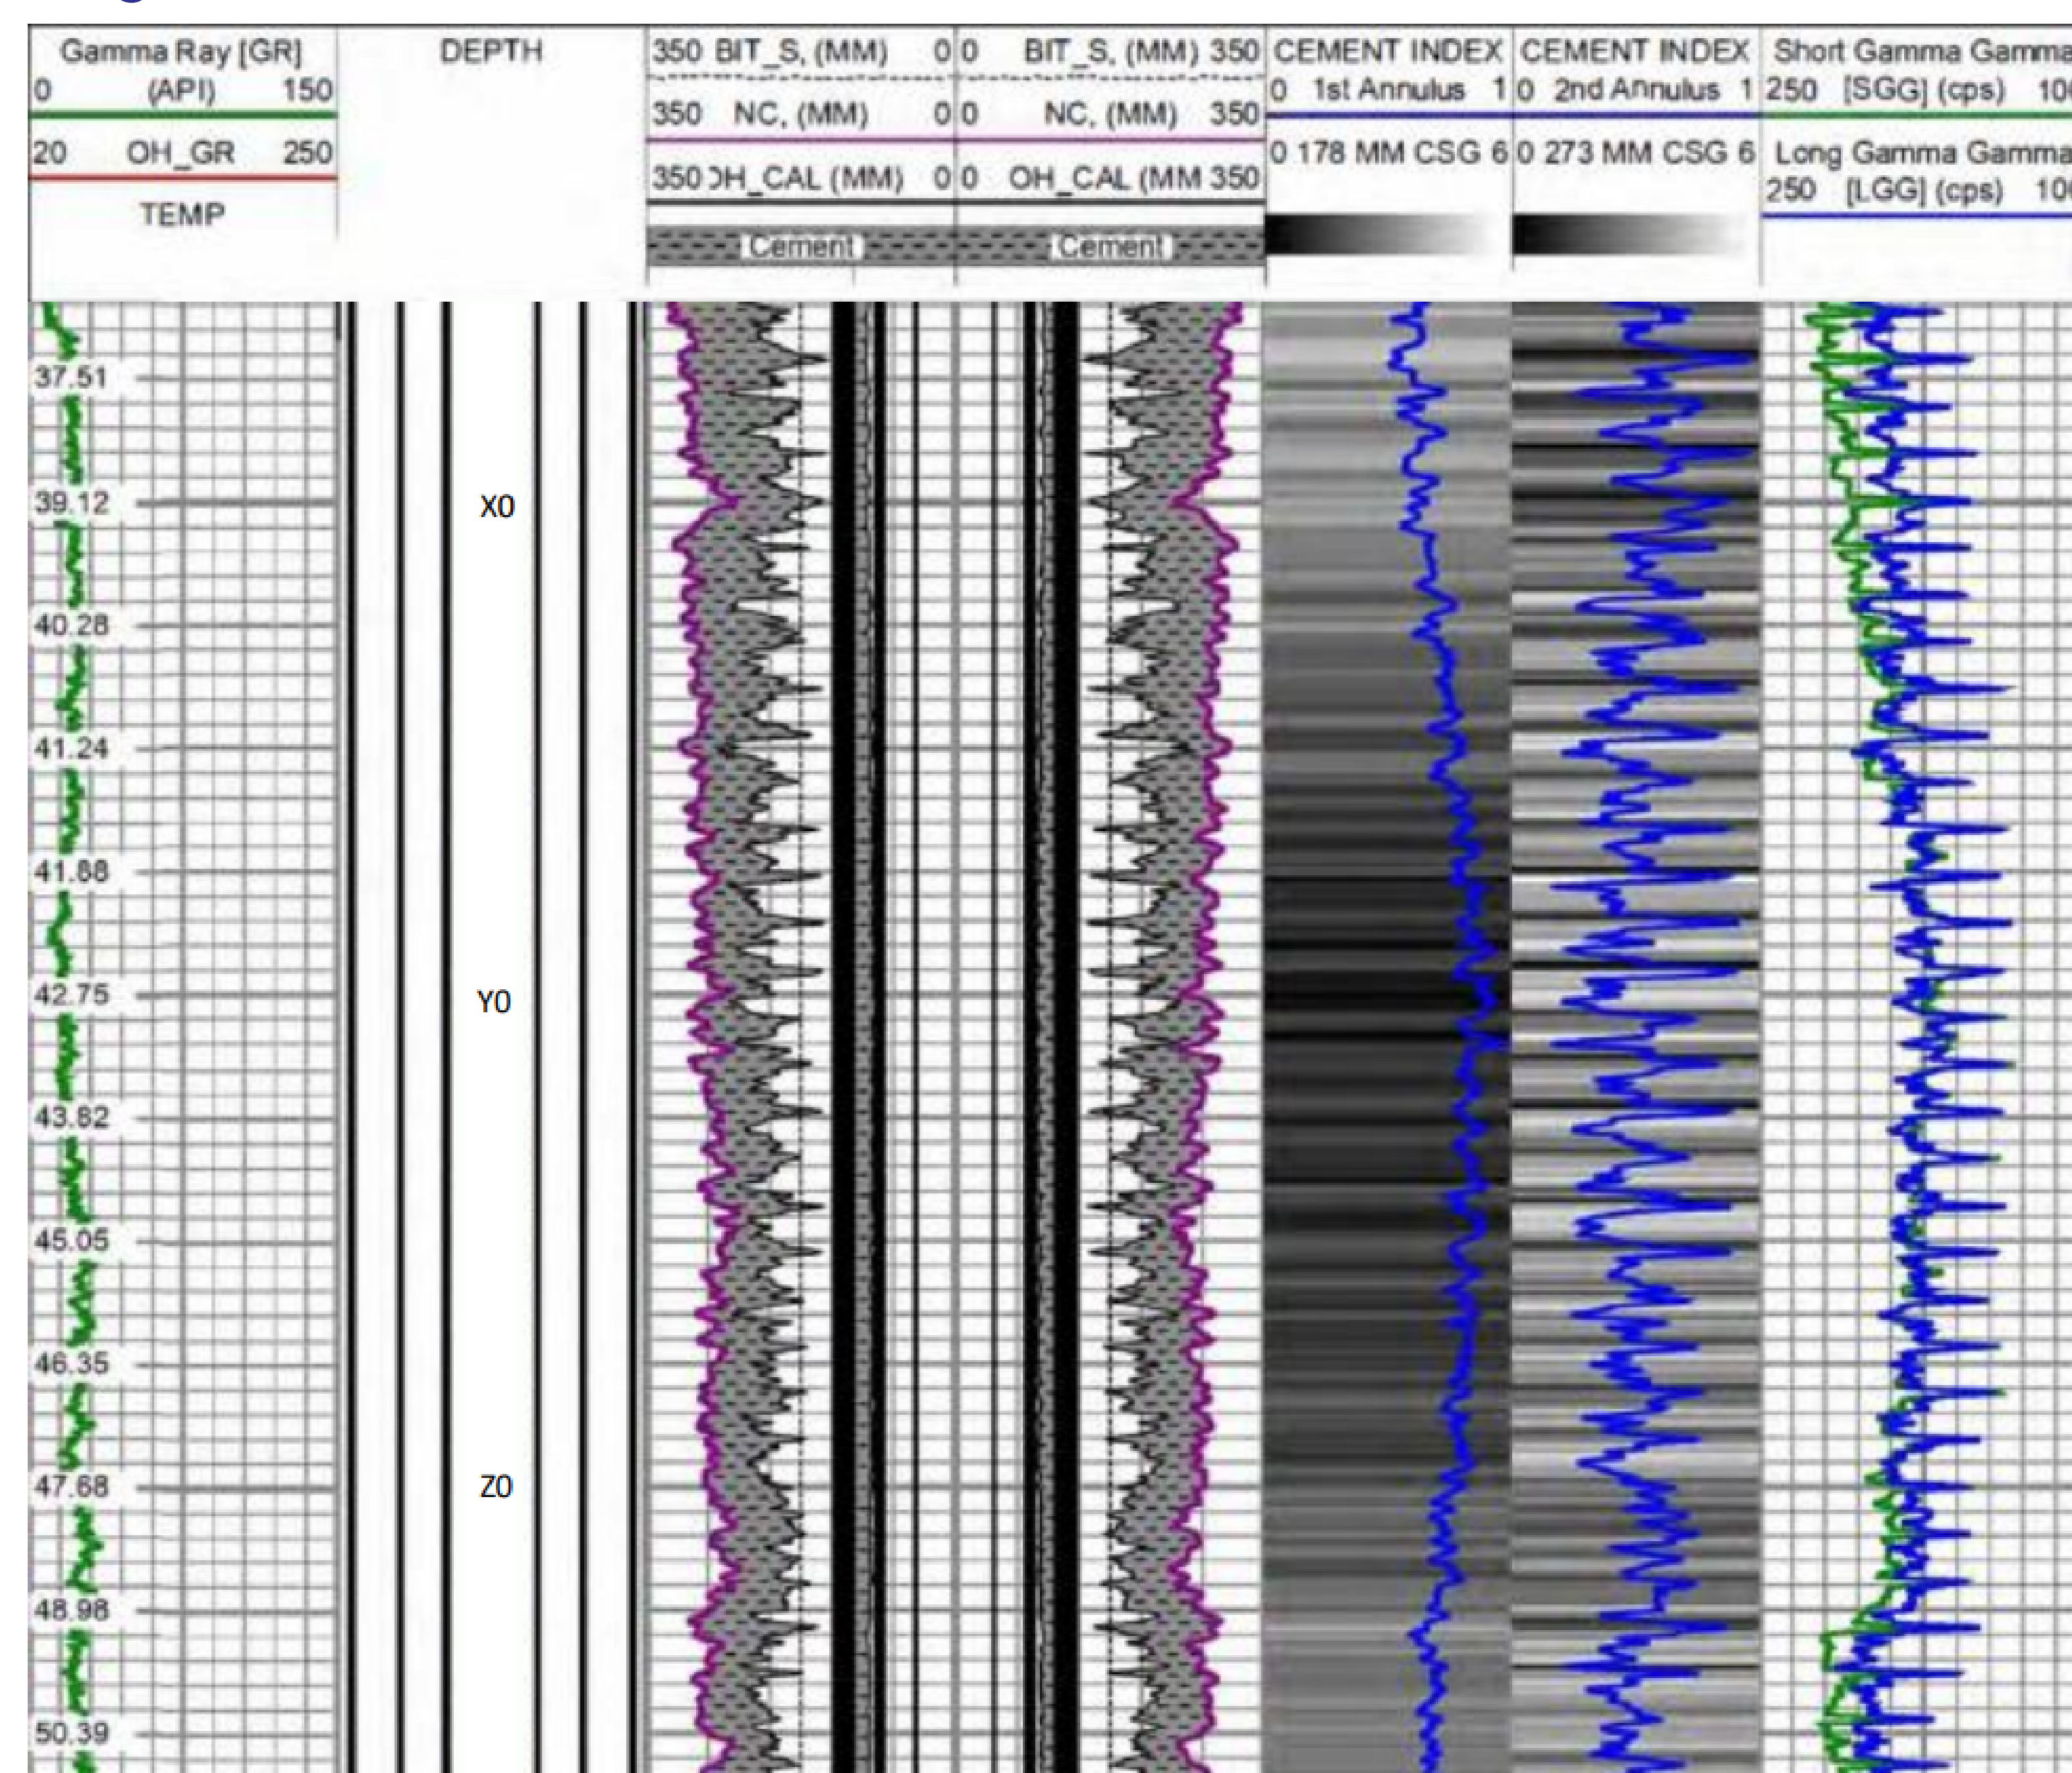 Gamma Ray [GR]
0 (API) 150
20 OH_GR 250
TEMP
DEPTH
350 BIT_S, (MM) 0
350 NC, (MM) 0
350 OH_CAL (MM) 0
Cement
0 BIT_S, (MM) 350
0 NC, (MM) 350
0 OH_CAL (MM 350
Cement
CEMENT INDEX
0 1st Annulus 1
0 178 MM CSG 6
CEMENT INDEX
0 2nd Annulus 1
0 273 MM CSG 6
Short Gamma Gamma
250 [SGG] (cps)
Long Gamma Gamma
250 [LGG] (cps)
37.51
39.12
X0
40.28
41.24
41.88
42.75
Y0
43.82
45.05
46.35
47.68
Z0
48.98
50.39